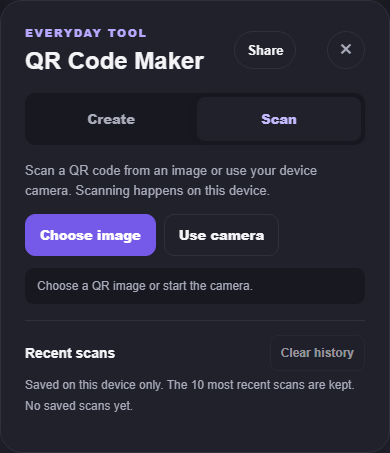 EVERYDAY TOOL
QR Code Maker
Share
✕
Create
Scan
Scan a QR code from an image or use your device
camera. Scanning happens on this device.
Choose image
Use camera
Choose a QR image or start the camera.
Recent scans
Clear history
Saved on this device only. The 10 most recent scans are kept.
No saved scans yet.